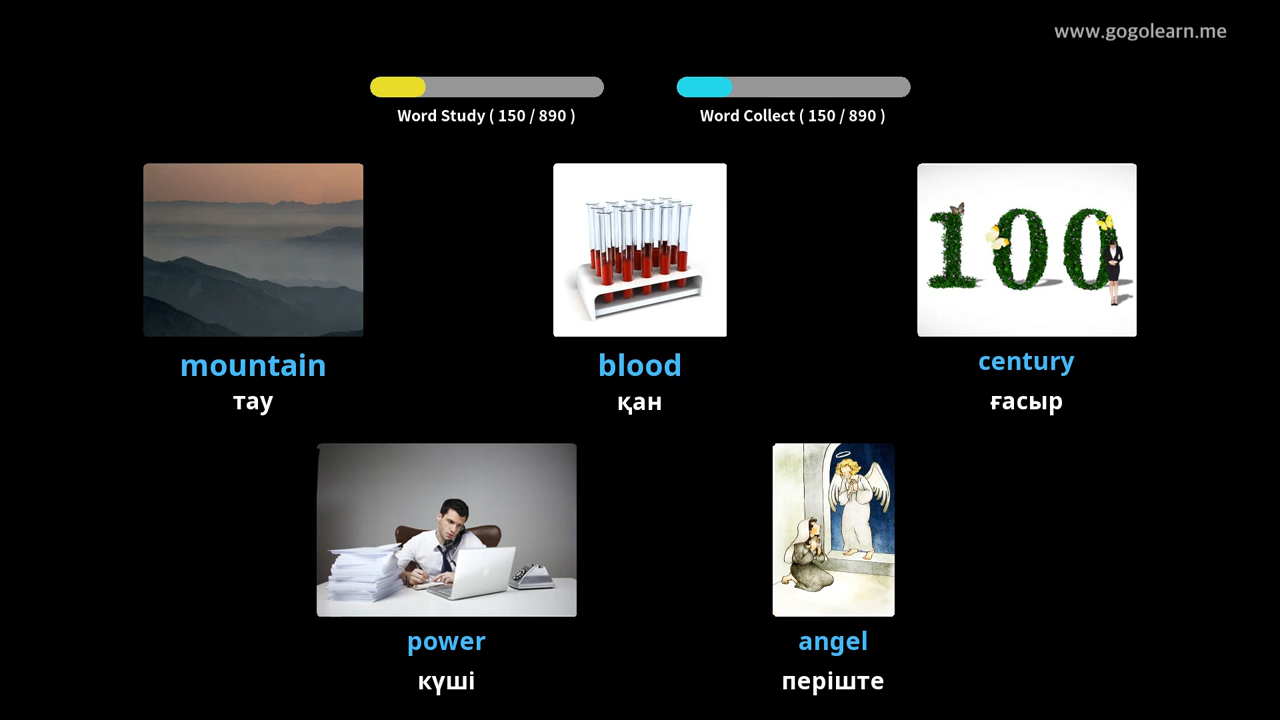 www.gogolearn.me
Word Study ( 150 / 890 )
Word Collect ( 150 / 890 )
mountain
тау
blood
қан
century
ғасыр
100
power
күші
angel
періште